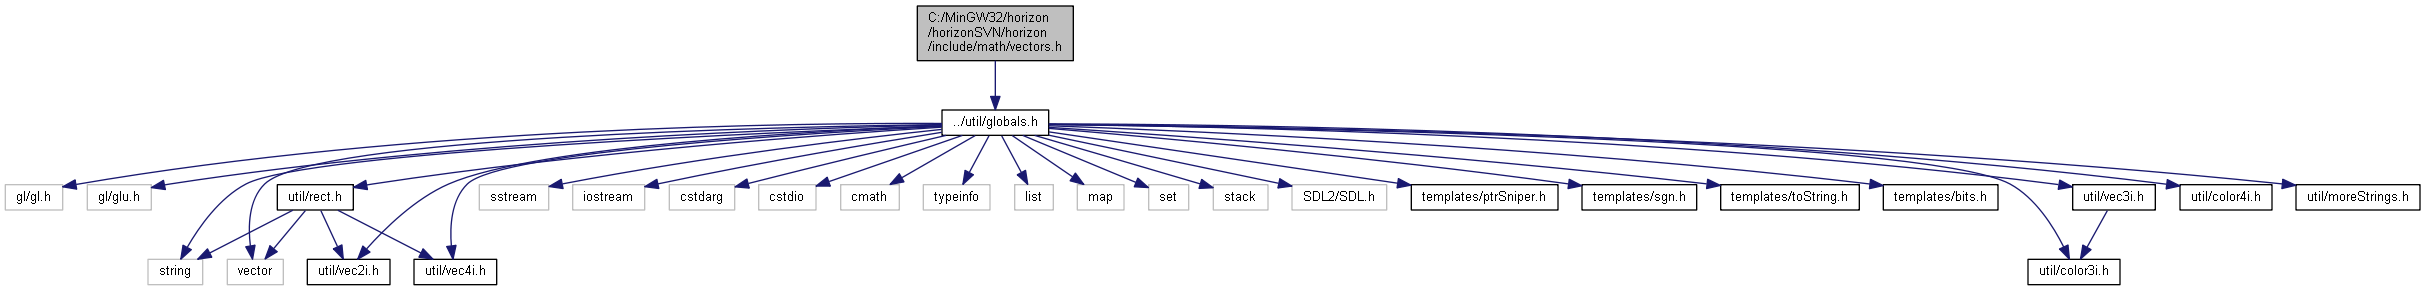 C:/MinGW32/horizon
/horizonSVN/horizon
/include/math/vectors.h
../util/globals.h
gl/gl.h
gl/glu.h
util/rect.h
sstream
iostream
cstdarg
cstdio
cmath
typeinfo
list
map
set
stack
SDL2/SDL.h
templates/ptrSniper.h
templates/sgn.h
templates/toString.h
templates/bits.h
util/vec3i.h
util/color4i.h
util/moreStrings.h
string
vector
util/vec2i.h
util/vec4i.h
util/color3i.h